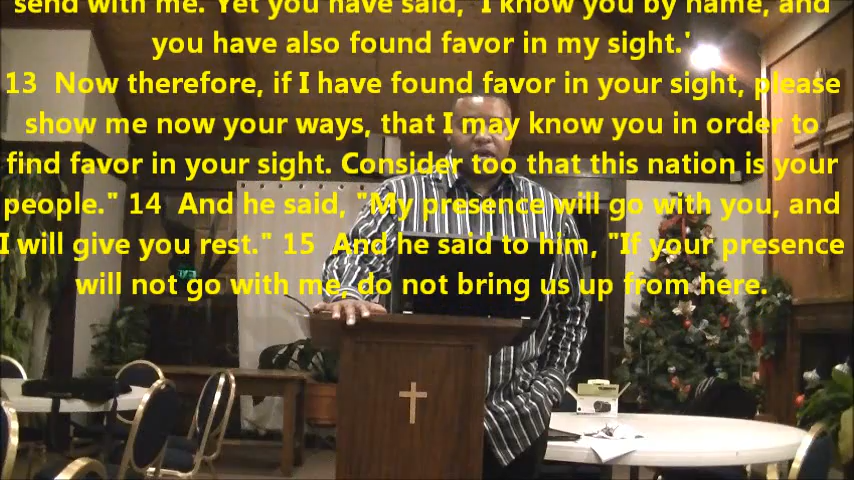 send with me. Yet you have said, 'I know you by name, and
you have also found favor in my sight.'
13 Now therefore, if I have found favor in your sight, please
show me now your ways, that I may know you in order to
find favor in your sight. Consider too that this nation is your
people." 14 And he said, "My presence will go with you, and
I will give you rest." 15 And he said to him, "If your presence
will not go with me, do not bring us up from here.